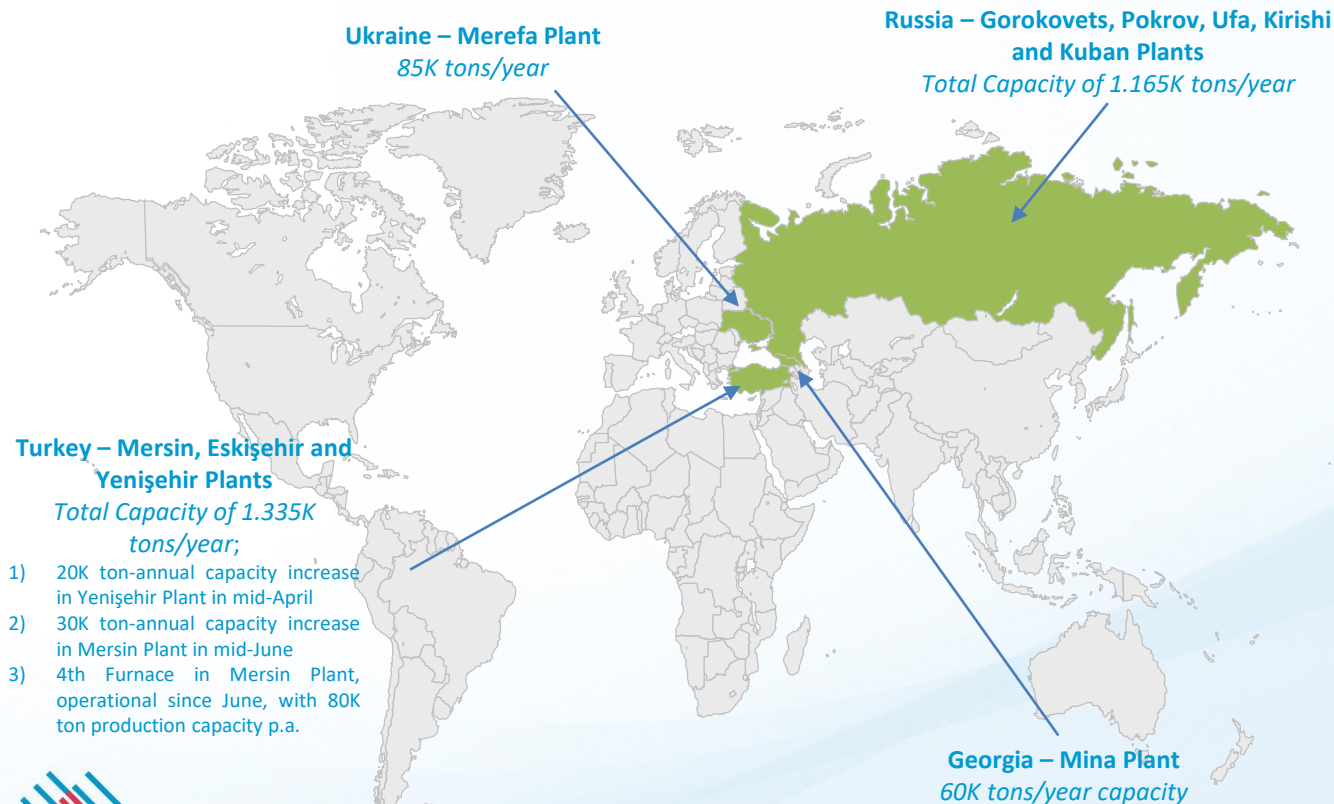 Ukraine – Merefa Plant
85K tons/year
Russia – Gorokovets, Pokrov, Ufa, Kirishi
and Kuban Plants
Total Capacity of 1.165K tons/year
Turkey – Mersin, Eskişehir and
Yenişehir Plants
Total Capacity of 1.335K
tons/year;
1) 20K ton-annual capacity increase
in Yenişehir Plant in mid-April
2) 30K ton-annual capacity increase
in Mersin Plant in mid-June
3) 4th Furnace in Mersin Plant,
operational since June, with 80K
ton production capacity p.a.
Georgia – Mina Plant
60K tons/year capacity